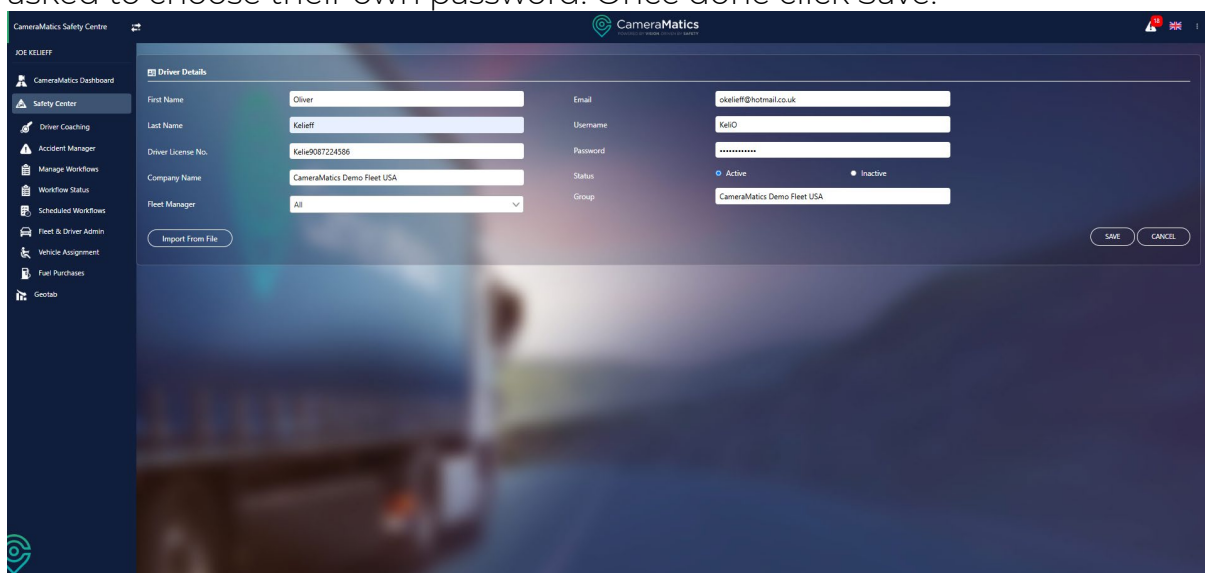 asked to choose their own password. Once done click Save.
CameraMatics Safety Centre
CameraMatics
18
JOE KELIEFF
CameraMatics Dashboard
Safety Center
Driver Coaching
Accident Manager
Manage Workflows
Workflow Status
Scheduled Workflows
Fleet & Driver Admin
Vehicle Assignment
Fuel Purchases
Geotab
Driver Details
First Name Oliver Email okelieff@hotmail.co.uk
Last Name Kelieff Username KeliO
Driver License No. Kelie9087224586 Password ••••••••••••
Company Name CameraMatics Demo Fleet USA Status Active Inactive
Fleet Manager All Group CameraMatics Demo Fleet USA
Import From File SAVE CANCEL